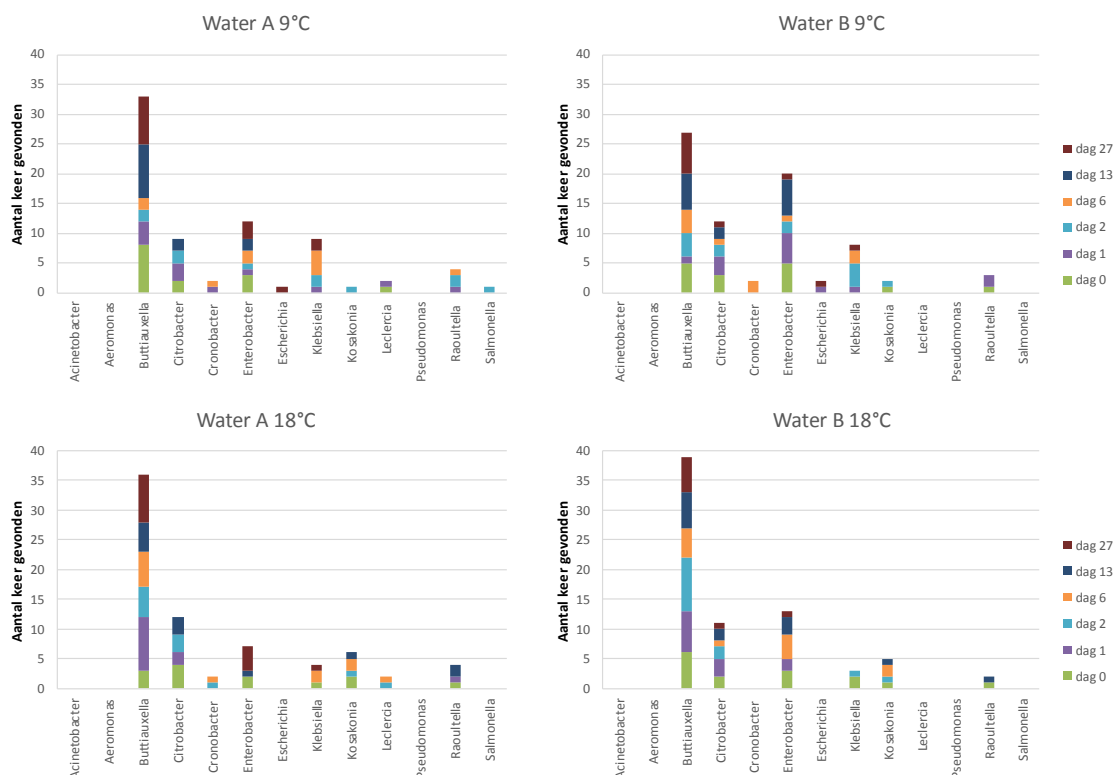 Water A 9°C
Aantal keer gevonden
40
35
30
25
20
15
10
5
0
Acinetobacter
Aeromonas
Buttiauxella
Citrobacter
Cronobacter
Enterobacter
Escherichia
Klebsiella
Kosakonia
Leclercia
Pseudomonas
Raoultella
Salmonella
Water B 9°C
Aantal keer gevonden
40
35
30
25
20
15
10
5
0
Acinetobacter
Aeromonas
Buttiauxella
Citrobacter
Cronobacter
Enterobacter
Escherichia
Klebsiella
Kosakonia
Leclercia
Pseudomonas
Raoultella
Salmonella
dag 27
dag 13
dag 6
dag 2
dag 1
dag 0
Water A 18°C
Aantal keer gevonden
40
35
30
25
20
15
10
5
0
Acinetobacter
Aeromonas
Buttiauxella
Citrobacter
Cronobacter
Enterobacter
Escherichia
Klebsiella
Kosakonia
Leclercia
Pseudomonas
Raoultella
Salmonella
Water B 18°C
Aantal keer gevonden
40
35
30
25
20
15
10
5
0
Acinetobacter
Aeromonas
Buttiauxella
Citrobacter
Cronobacter
Enterobacter
Escherichia
Klebsiella
Kosakonia
Leclercia
Pseudomonas
Raoultella
Salmonella
dag 27
dag 13
dag 6
dag 2
dag 1
dag 0